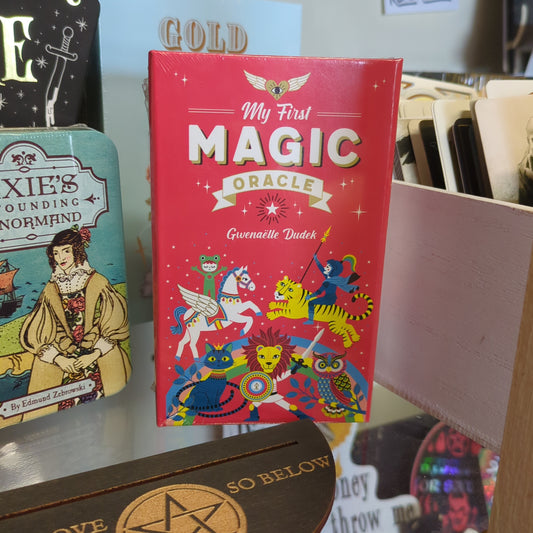 GOLD
My First
MAGIC
ORACLE
Gwenaëlle Dudek
XIE'S
OUNDING
NORMAND
By Edmund Zebrowski
SO BELOW
OVE
oney
throw me